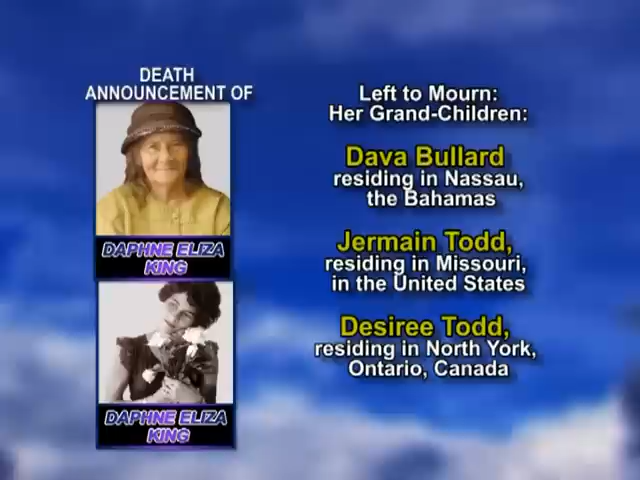 DEATH
ANNOUNCEMENT OF
DAPHNE ELIZA
KING
DAPHNE ELIZA
KING
Left to Mourn:
Her Grand-Children:
Dava Bullard
residing in Nassau,
the Bahamas
Jermain Todd,
residing in Missouri,
in the United States
Desiree Todd,
residing in North York,
Ontario, Canada